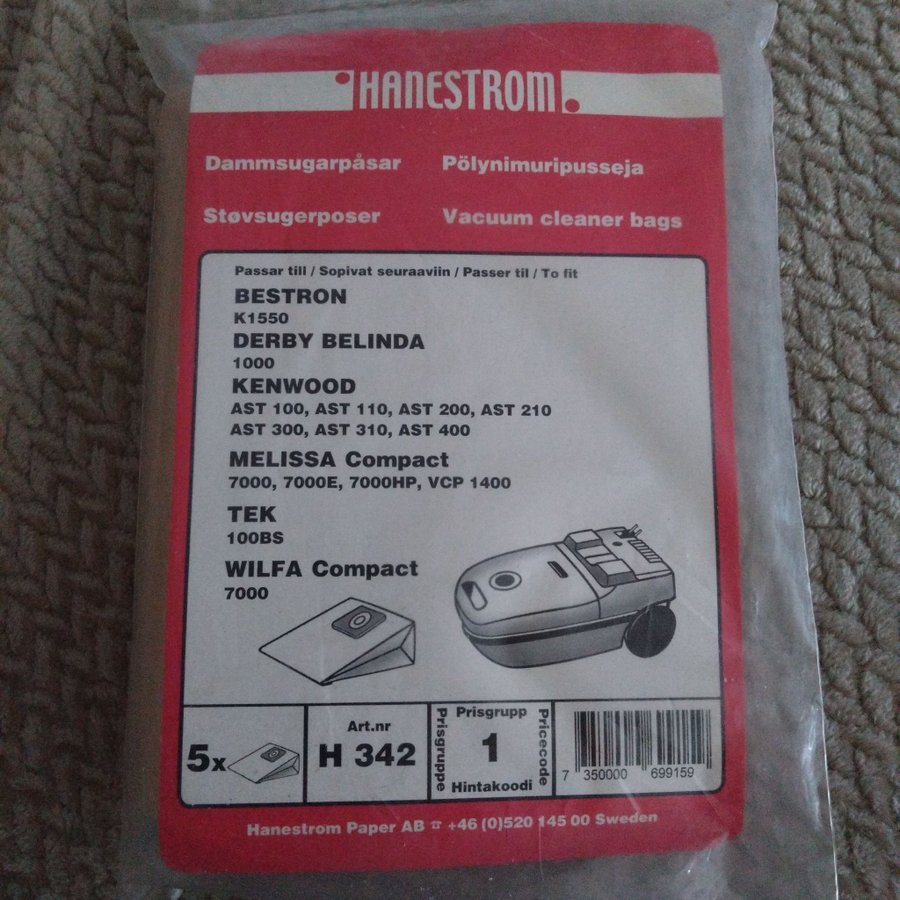 HANESTROM
Dammsugarpåsar
Pölynimuripusseja
Støvsugerposer
Vacuum cleaner bags
Passar till / Sopivat seuraaviin / Passer til / To fit
BESTRON
K1550
DERBY BELINDA
1000
KENWOOD
AST 100, AST 110, AST 200, AST 210
AST 300, AST 310, AST 400
MELISSA Compact
7000, 7000E, 7000HP, VCP 1400
TEK
100BS
WILFA Compact
7000
5x
Art.nr
H 342
Prisgruppe
Prisgrupp
1
Hintakoodi
Pricecode
7 350000 699159
Hanestrom Paper AB ☎ +46 (0)520 145 00 Sweden